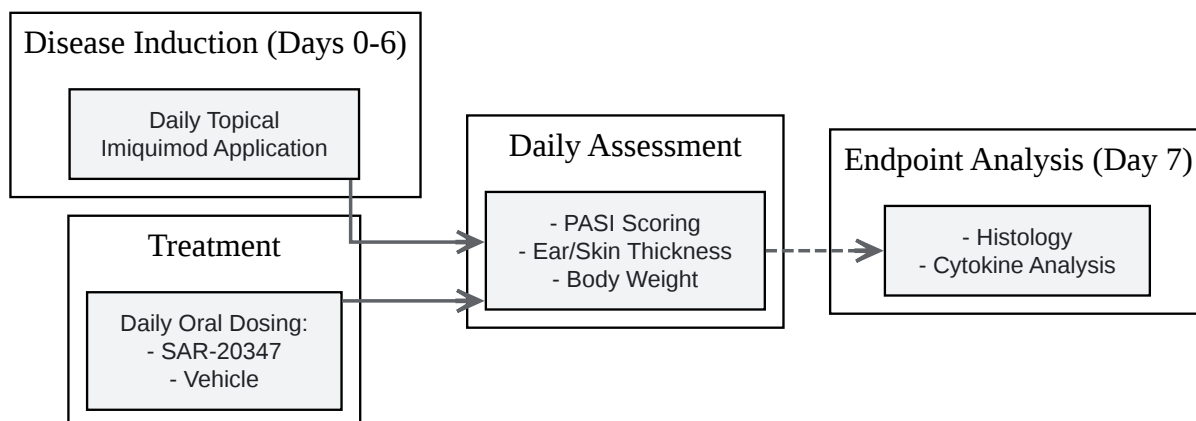 Disease Induction (Days 0-6)
Daily Topical
Imiquimod Application
Treatment
Daily Oral Dosing:
- SAR-20347
- Vehicle
Daily Assessment
- PASI Scoring
- Ear/Skin Thickness
- Body Weight
Endpoint Analysis (Day 7)
- Histology
- Cytokine Analysis